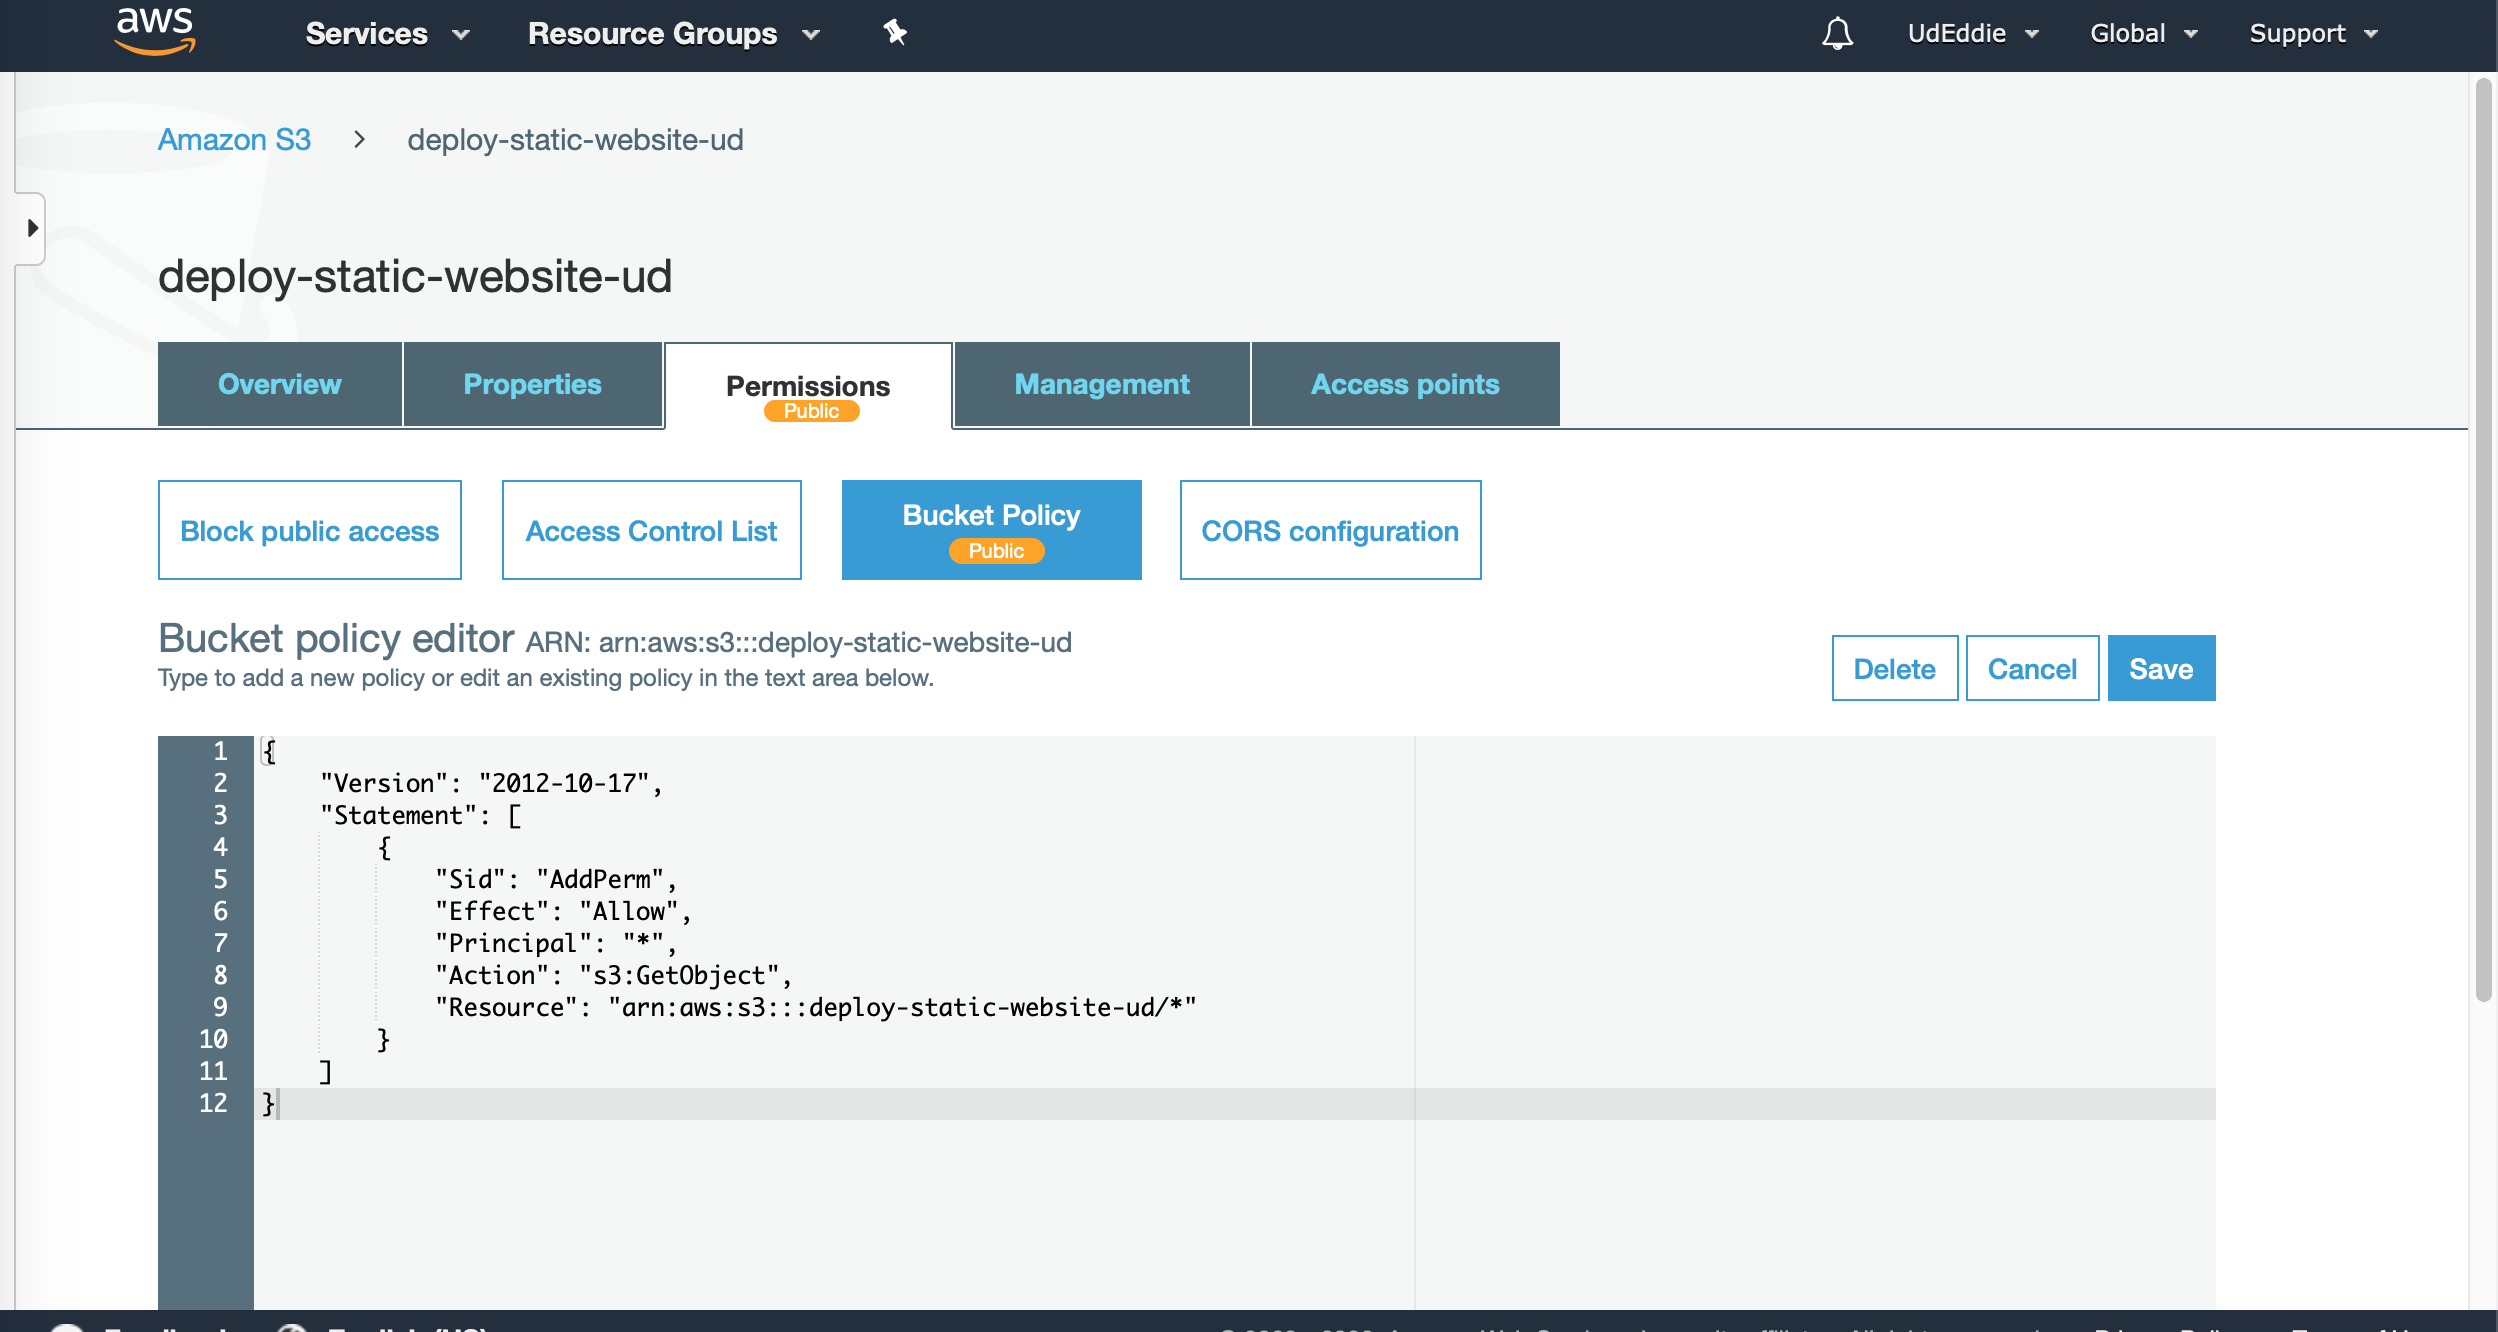 aws Services Resource Groups UdEddie Global Support
Amazon S3 > deploy-static-website-ud
deploy-static-website-ud
Overview Properties Permissions Management Access points
Public
Block public access Access Control List Bucket Policy CORS configuration
Public
Bucket policy editor ARN: arn:aws:s3:::deploy-static-website-ud
Type to add a new policy or edit an existing policy in the text area below.
Delete Cancel Save
1 {
2 "Version": "2012-10-17",
3 "Statement": [
4 {
5 "Sid": "AddPerm",
6 "Effect": "Allow",
7 "Principal": "*",
8 "Action": "s3:GetObject",
9 "Resource": "arn:aws:s3:::deploy-static-website-ud/*"
10 }
11 ]
12 }